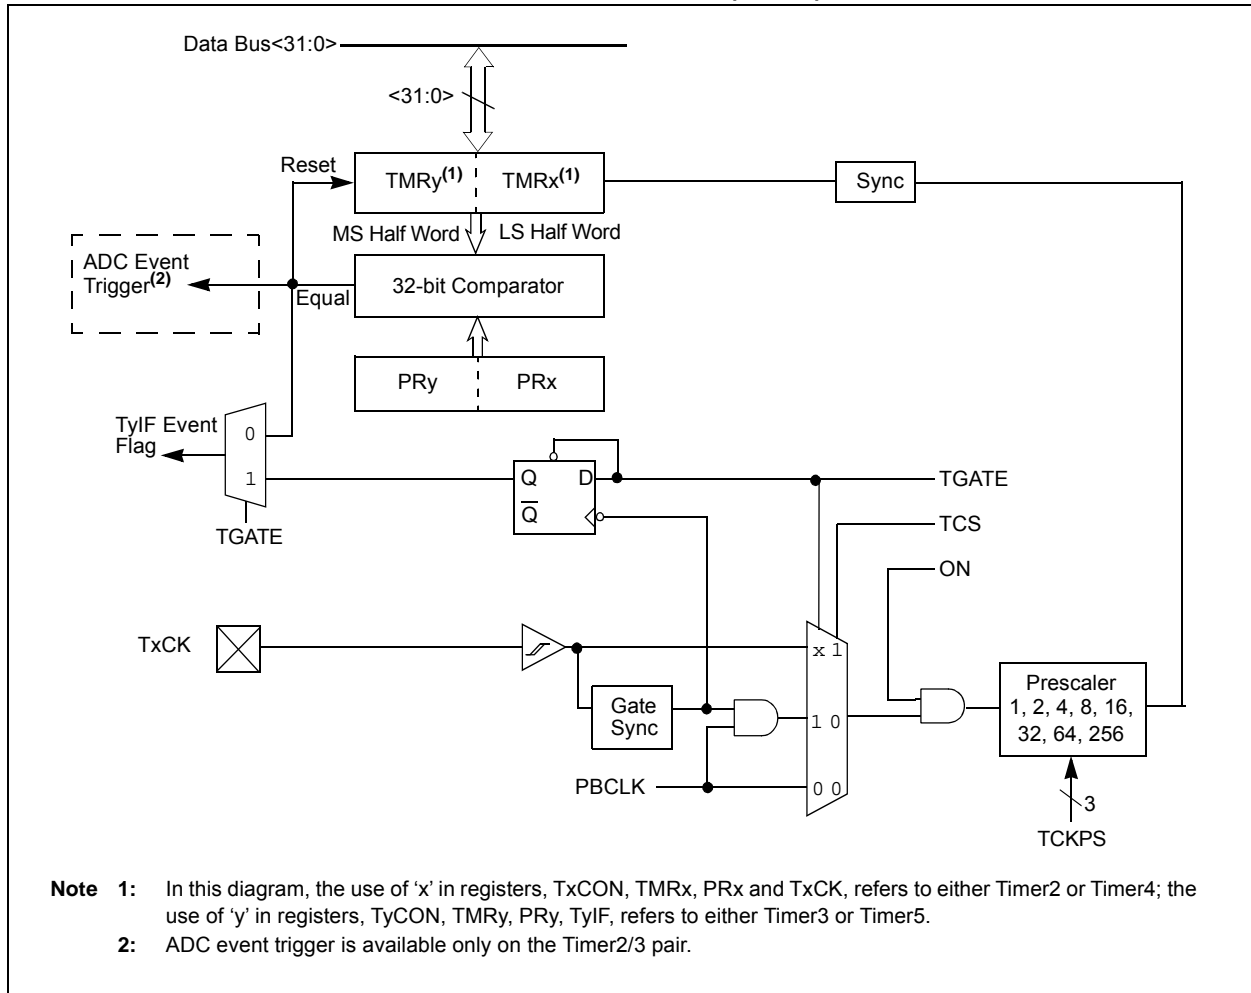 Data Bus<31:0>
<31:0>
Reset
TMRy(1)
TMRx(1)
Sync
MS Half Word
LS Half Word
ADC Event
Trigger(2)
Equal
32-bit Comparator
PRy
PRx
TyIF Event
Flag
0
1
TGATE
Q
D
Q
TGATE
TCS
ON
TxCK
x 1
Gate
Sync
1 0
Prescaler
1, 2, 4, 8, 16,
32, 64, 256
PBCLK
0 0
3
TCKPS
Note 1: In this diagram, the use of ‘x’ in registers, TxCON, TMRx, PRx and TxCK, refers to either Timer2 or Timer4; the
use of ‘y’ in registers, TyCON, TMRy, PRy, TyIF, refers to either Timer3 or Timer5.
2: ADC event trigger is available only on the Timer2/3 pair.